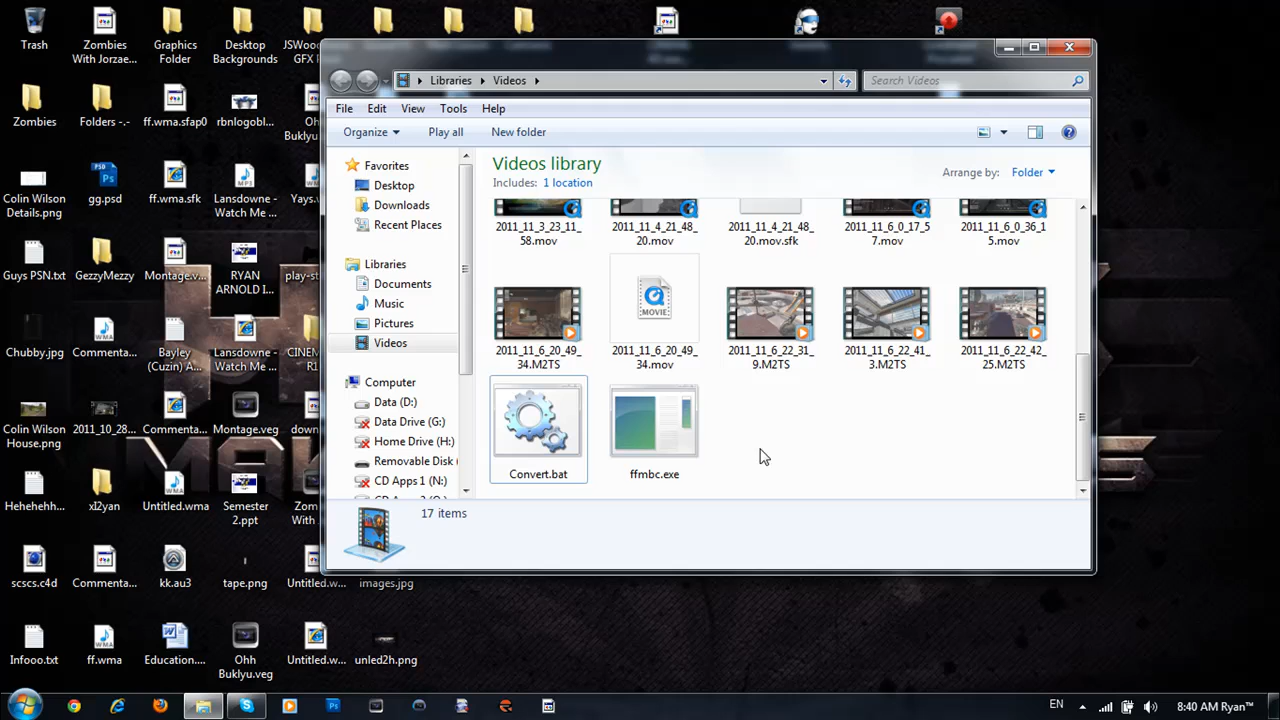 Trash
Zombies With Jorzae...
Graphics Folder
Desktop Backgrounds
JSWood GFX
Zombies
Folders -.-
ff.wma.sfap0
rbnlogobl...
Oh Buklyu
Colin Wilson Details.png
gg.psd
ff.wma.sfk
Lansdowne - Watch Me ...
Yays.
Guys PSN.txt
GezzyMezzy
Montage.v...
RYAN ARNOLD I...
play-st
Chubby.jpg
Commenta...
Bayley (Cuzin) A...
Lansdowne - Watch Me ...
CINEM R1
Colin Wilson House.png
2011_10_28...
Commenta...
Montage.veg
down
Hehehehh...
xl2yan
Untitled.wma
Semester 2.ppt
Zom With
scscs.c4d
Commenta...
kk.au3
tape.png
Untitled.w...
images.jpg
Infooo.txt
ff.wma
Education....
Ohh Buklyu.veg
Untitled.w...
unled2h.png
Libraries
Videos
Search Videos
File
Edit
View
Tools
Help
Organize
Play all
New folder
Favorites
Desktop
Downloads
Recent Places
Libraries
Documents
Music
Pictures
Videos
Computer
Data (D:)
Data Drive (G:)
Home Drive (H:)
Removable Disk
CD Apps 1 (N:)
Videos library
Includes: 1 location
Arrange by: Folder
2011_11_3_23_11_58.mov
2011_11_4_21_48_20.mov
2011_11_4_21_48_20.mov.sfk
2011_11_6_0_17_57.mov
2011_11_6_0_36_15.mov
2011_11_6_20_49_34.M2TS
MOVIE
2011_11_6_20_49_34.mov
2011_11_6_22_31_9.M2TS
2011_11_6_22_41_3.M2TS
2011_11_6_22_42_25.M2TS
Convert.bat
ffmbc.exe
17 items
EN
8:40 AM Ryan™